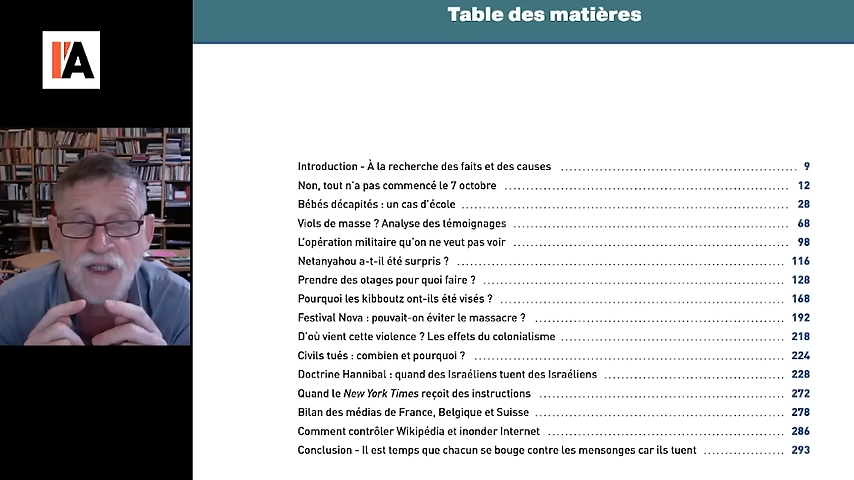 Table des matières
I'A
Introduction - À la recherche des faits et des causes ........ 9
Non, tout n'a pas commencé le 7 octobre ........ 12
Bébés décapités : un cas d'école ........ 28
Viols de masse ? Analyse des témoignages ........ 68
L'opération militaire qu'on ne veut pas voir ........ 98
Netanyahou a-t-il été surpris ? ........ 116
Prendre des otages pour quoi faire ? ........ 128
Pourquoi les kibboutz ont-ils été visés ? ........ 168
Festival Nova : pouvait-on éviter le massacre ? ........ 192
D'où vient cette violence ? Les effets du colonialisme ........ 218
Civils tués : combien et pourquoi ? ........ 224
Doctrine Hannibal : quand des Israéliens tuent des Israéliens ........ 228
Quand le New York Times reçoit des instructions ........ 272
Bilan des médias de France, Belgique et Suisse ........ 278
Comment contrôler Wikipédia et inonder Internet ........ 286
Conclusion - Il est temps que chacun se bouge contre les mensonges car ils tuent ........ 293